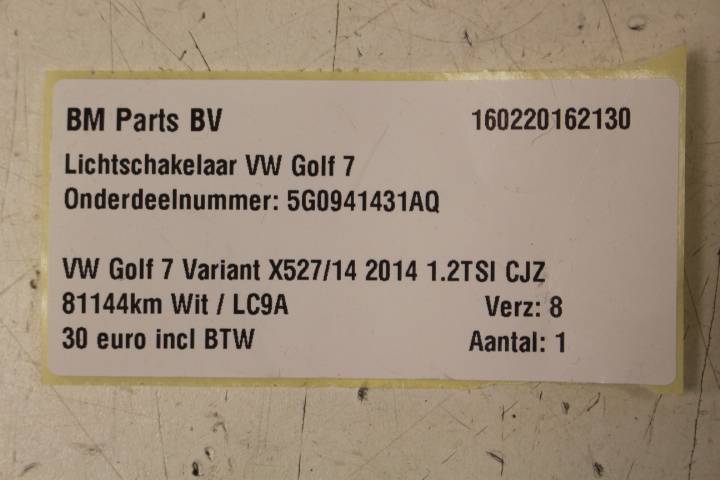 BM Parts BV 160220162130
Lichtschakelaar VW Golf 7
Onderdeelnummer: 5G0941431AQ
VW Golf 7 Variant X527/14 2014 1.2TSI CJZ
81144km Wit / LC9A Verz: 8
30 euro incl BTW Aantal: 1